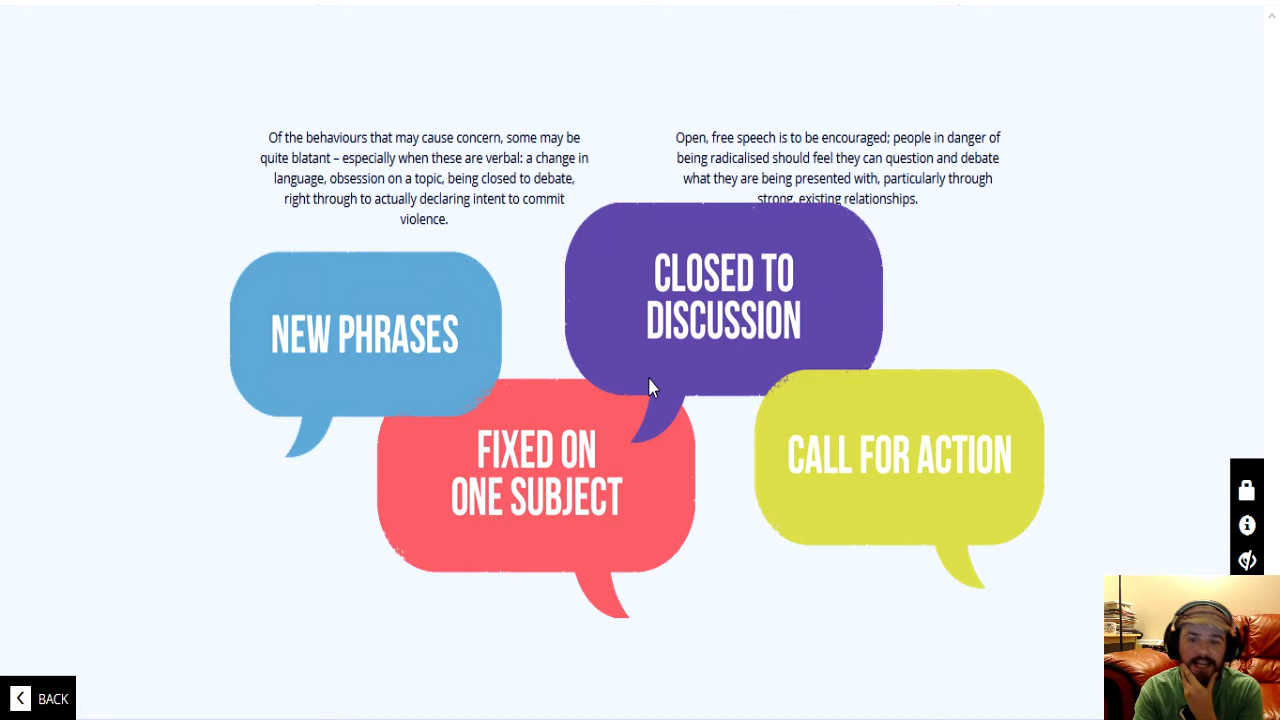 Of the behaviours that may cause concern, some may be
quite blatant – especially when these are verbal: a change in
language, obsession on a topic, being closed to debate,
right through to actually declaring intent to commit
violence.
Open, free speech is to be encouraged; people in danger of
being radicalised should feel they can question and debate
what they are being presented with, particularly through
strong, existing relationships.
NEW PHRASES
CLOSED TO
DISCUSSION
FIXED ON
ONE SUBJECT
CALL FOR ACTION
BACK